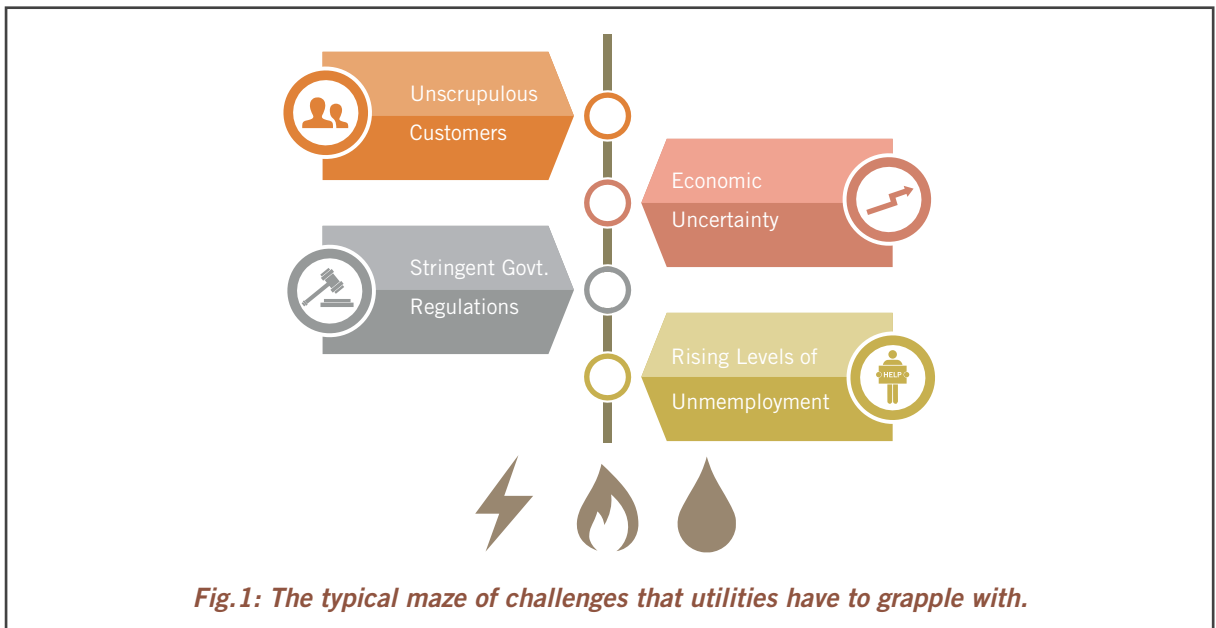 Unscrupulous
Customers
Economic
Uncertainty
Stringent Govt.
Regulations
Rising Levels of
Unmemployment
HELP
Fig.1: The typical maze of challenges that utilities have to grapple with.